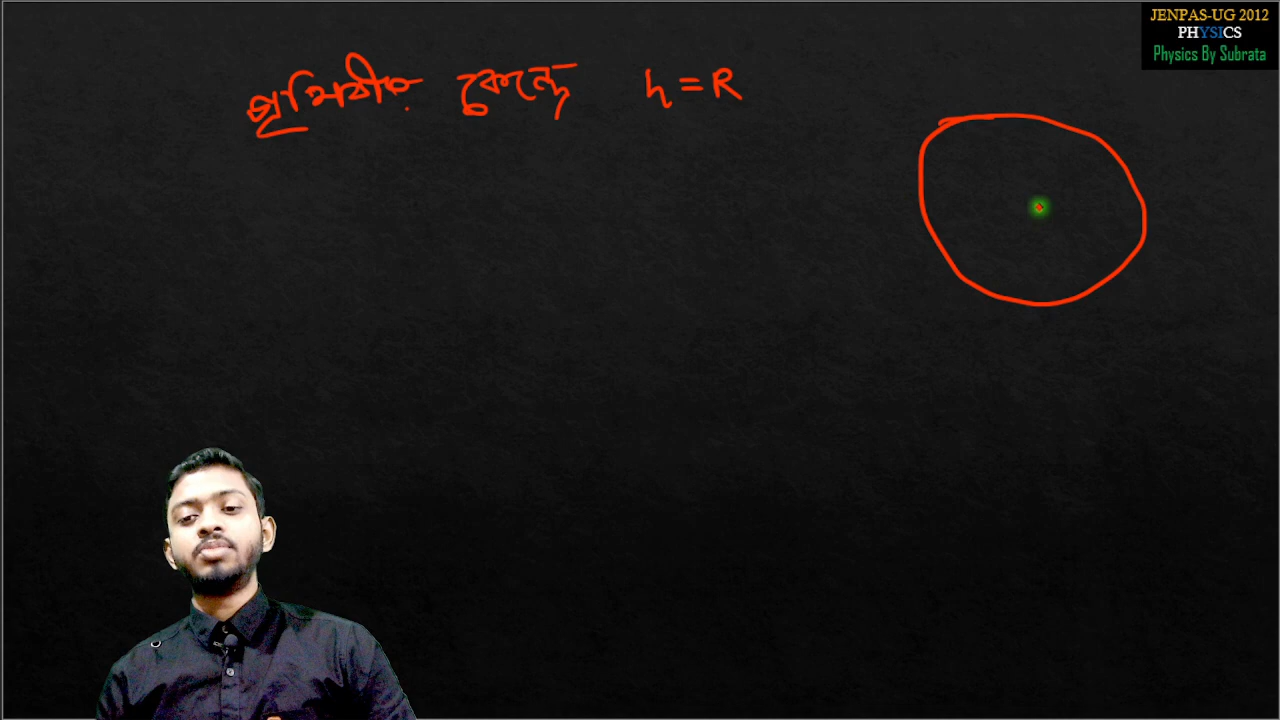 JENPAS-UG 2012
PHYSICS
Physics By Subrata
পৃথিবীর কেন্দ্রে h = R